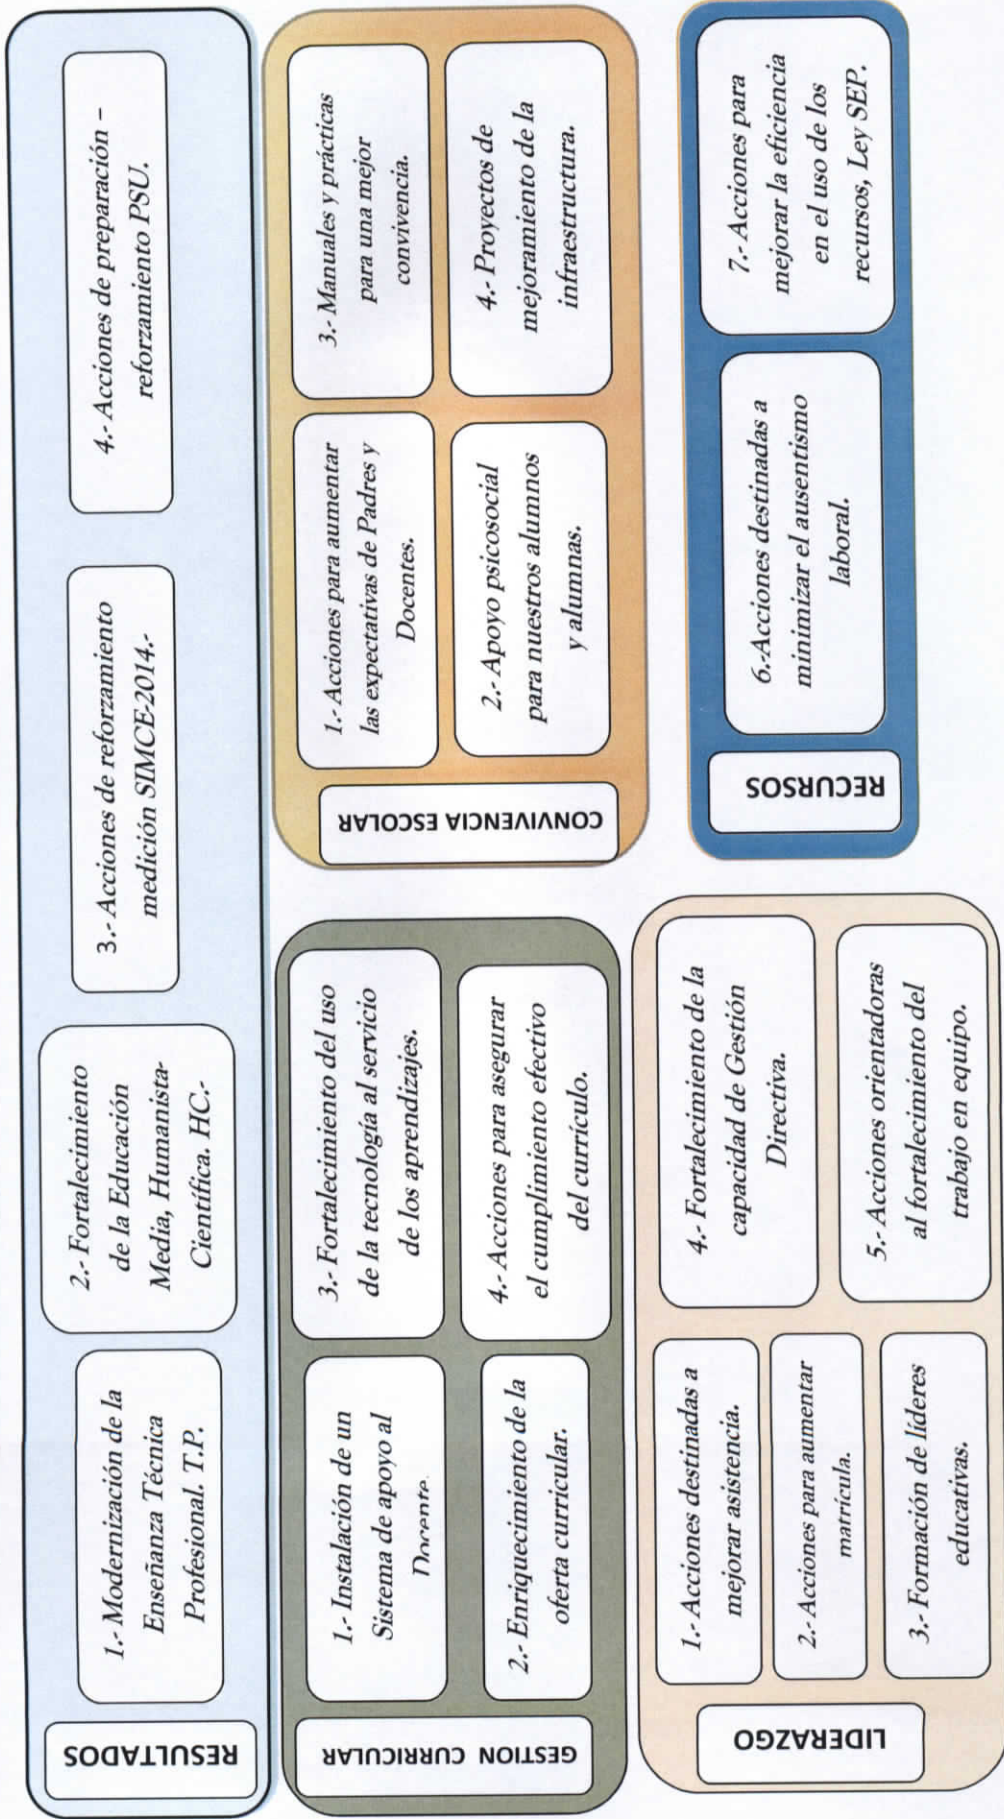 RESULTADOS
1.- Modernización de la
Enseñanza Técnica
Profesional. T.P.
2.- Fortalecimiento
de la Educación
Media, Humanista-
Científica. HC.-
3.- Acciones de reforzamiento
medición SIMCE-2014.-
4.- Acciones de preparación –
reforzamiento PSU.
GESTION CURRICULAR
1.- Instalación de un
Sistema de apoyo al
Docente
2.- Enriquecimiento de la
oferta curricular.
3.- Fortalecimiento del uso
de la tecnología al servicio
de los aprendizajes.
4.- Acciones para asegurar
el cumplimiento efectivo
del currículo.
CONVIVENCIA ESCOLAR
1.- Acciones para aumentar
las expectativas de Padres y
Docentes.
2.- Apoyo psicosocial
para nuestros alumnos
y alumnas.
3.- Manuales y prácticas
para una mejor
convivencia.
4.- Proyectos de
mejoramiento de la
infraestructura.
LIDERAZGO
1.- Acciones destinadas a
mejorar asistencia.
2.- Acciones para aumentar
matrícula.
3.- Formación de líderes
educativas.
4.- Fortalecimiento de la
capacidad de Gestión
Directiva.
5.- Acciones orientadoras
al fortalecimiento del
trabajo en equipo.
RECURSOS
6.-Acciones destinadas a
minimizar el ausentismo
laboral.
7.- Acciones para
mejorar la eficiencia
en el uso de los
recursos, Ley SEP.